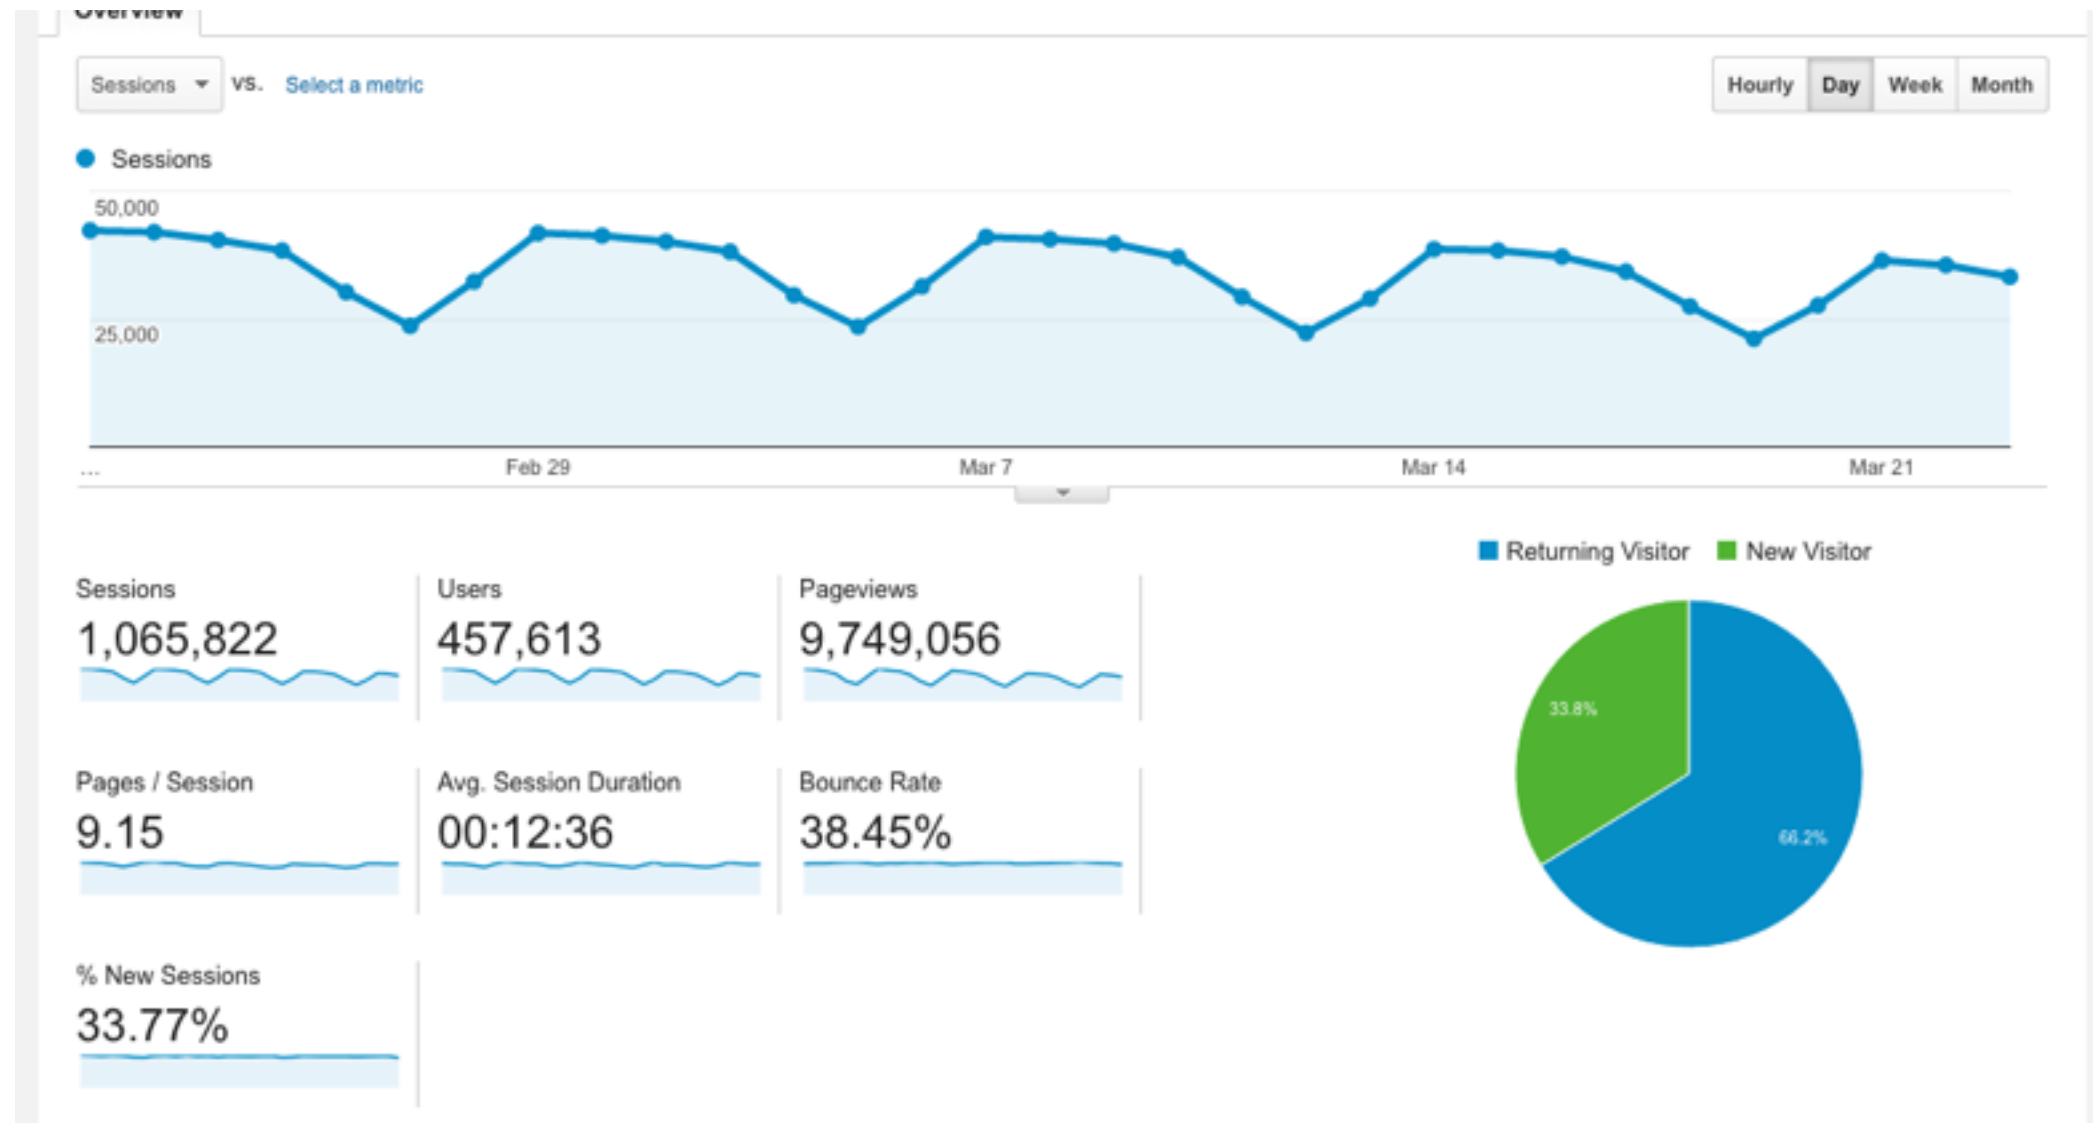 Overview
Sessions vs. Select a metric Hourly Day Week Month
Sessions
50,000
25,000
... Feb 29 Mar 7 Mar 14 Mar 21
Returning Visitor New Visitor
Sessions Users Pageviews
1,065,822 457,613 9,749,056
33.8%
66.2%
Pages / Session Avg. Session Duration Bounce Rate
9.15 00:12:36 38.45%
% New Sessions
33.77%